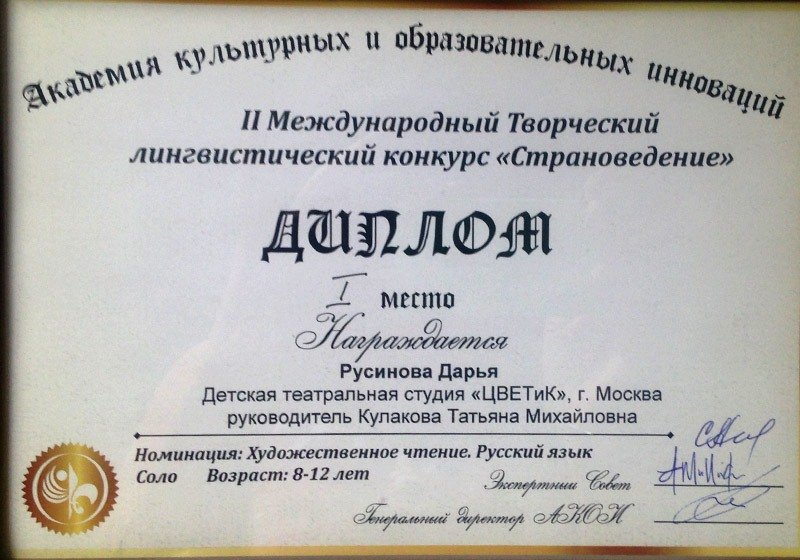 Академия культурных и образовательных инноваций
II Международный Творческий
лингвистический конкурс «Страноведение»
ДИПЛОМ
I место
Награждается
Русинова Дарья
Детская театральная студия «ЦВЕТиК», г. Москва
руководитель Кулакова Татьяна Михайловна
Номинация: Художественное чтение. Русский язык
Соло Возраст: 8-12 лет
Экспертный Совет
Генеральный директор АКОИ